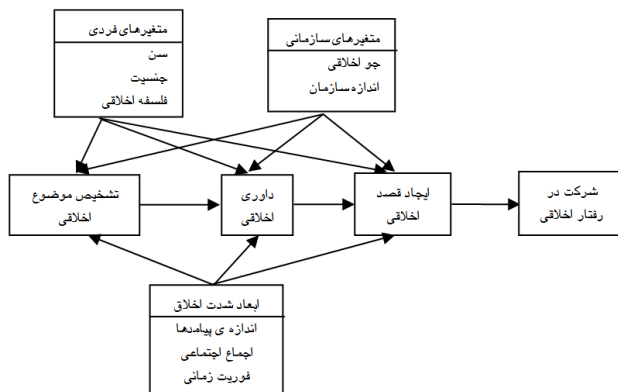 متغیرهای فردی
سن
جنسیت
فلسفه اخلاقی
متغیرهای سازمانی
جو اخلاقی
اندازه سازمان
تشخیص موضوع
اخلاقی
داوری
اخلاقی
ایجاد قصد
اخلاقی
شرکت در
رفتار اخلاقی
ابعاد شدت اخلاق
اندازه ی پیامدها
اجماع اجتماعی
فوریت زمانی